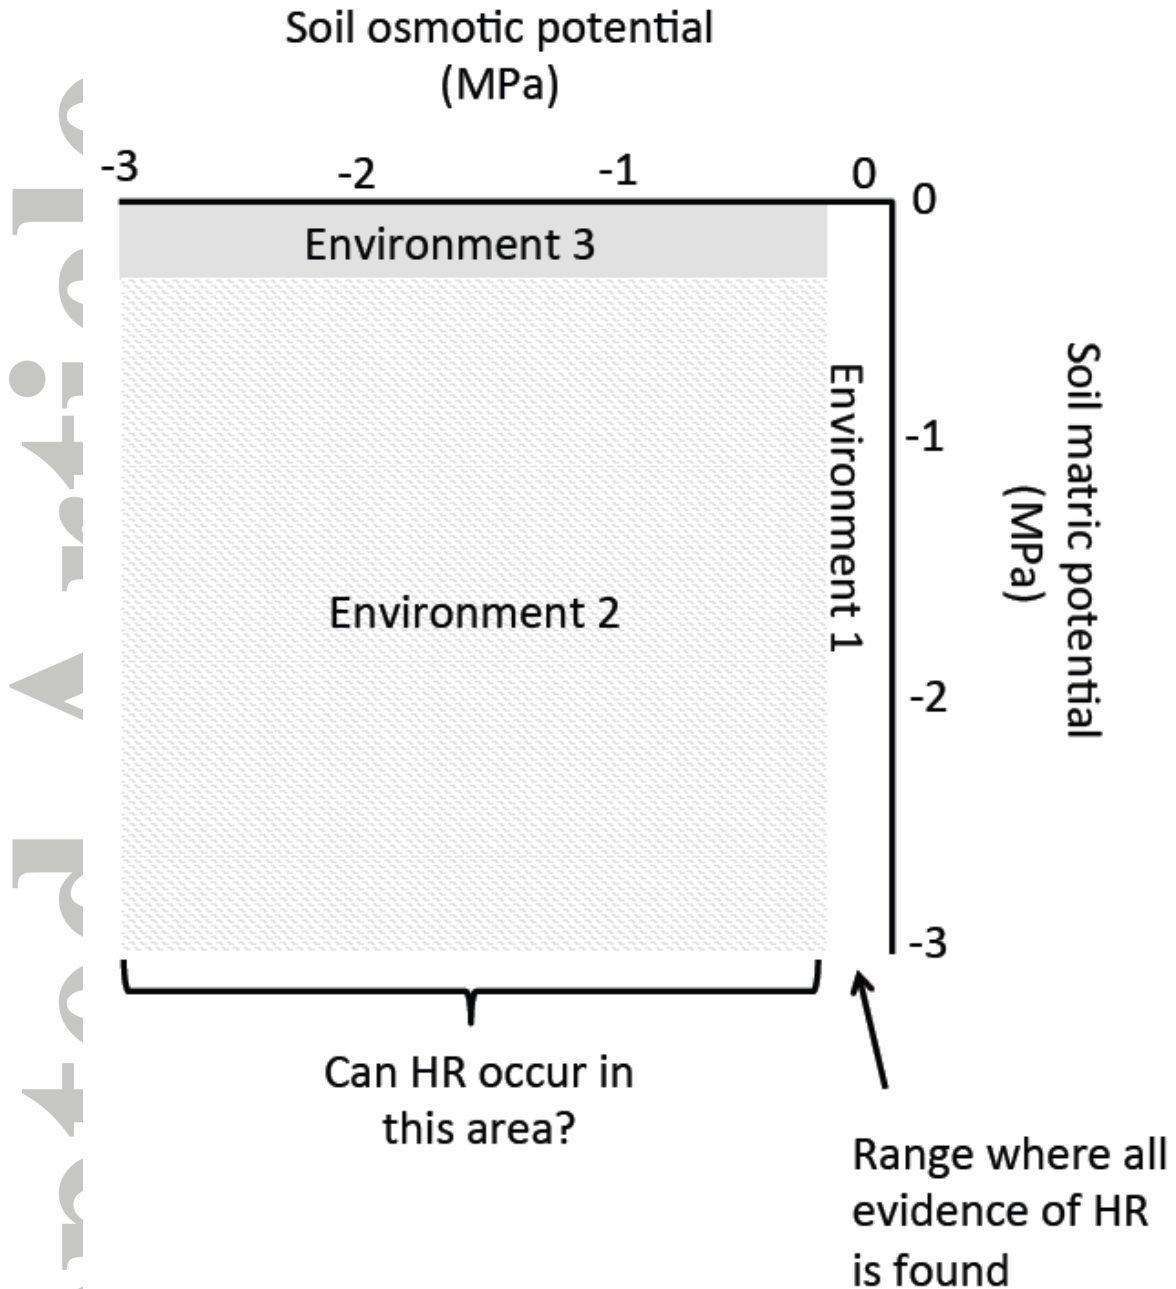 Soil osmotic potential
(MPa)
-3
-2
-1
0
0
Environment 3
-1
Environment 1
Soil matric potential
(MPa)
Environment 2
-2
-3
Can HR occur in
this area?
Range where all
evidence of HR
is found